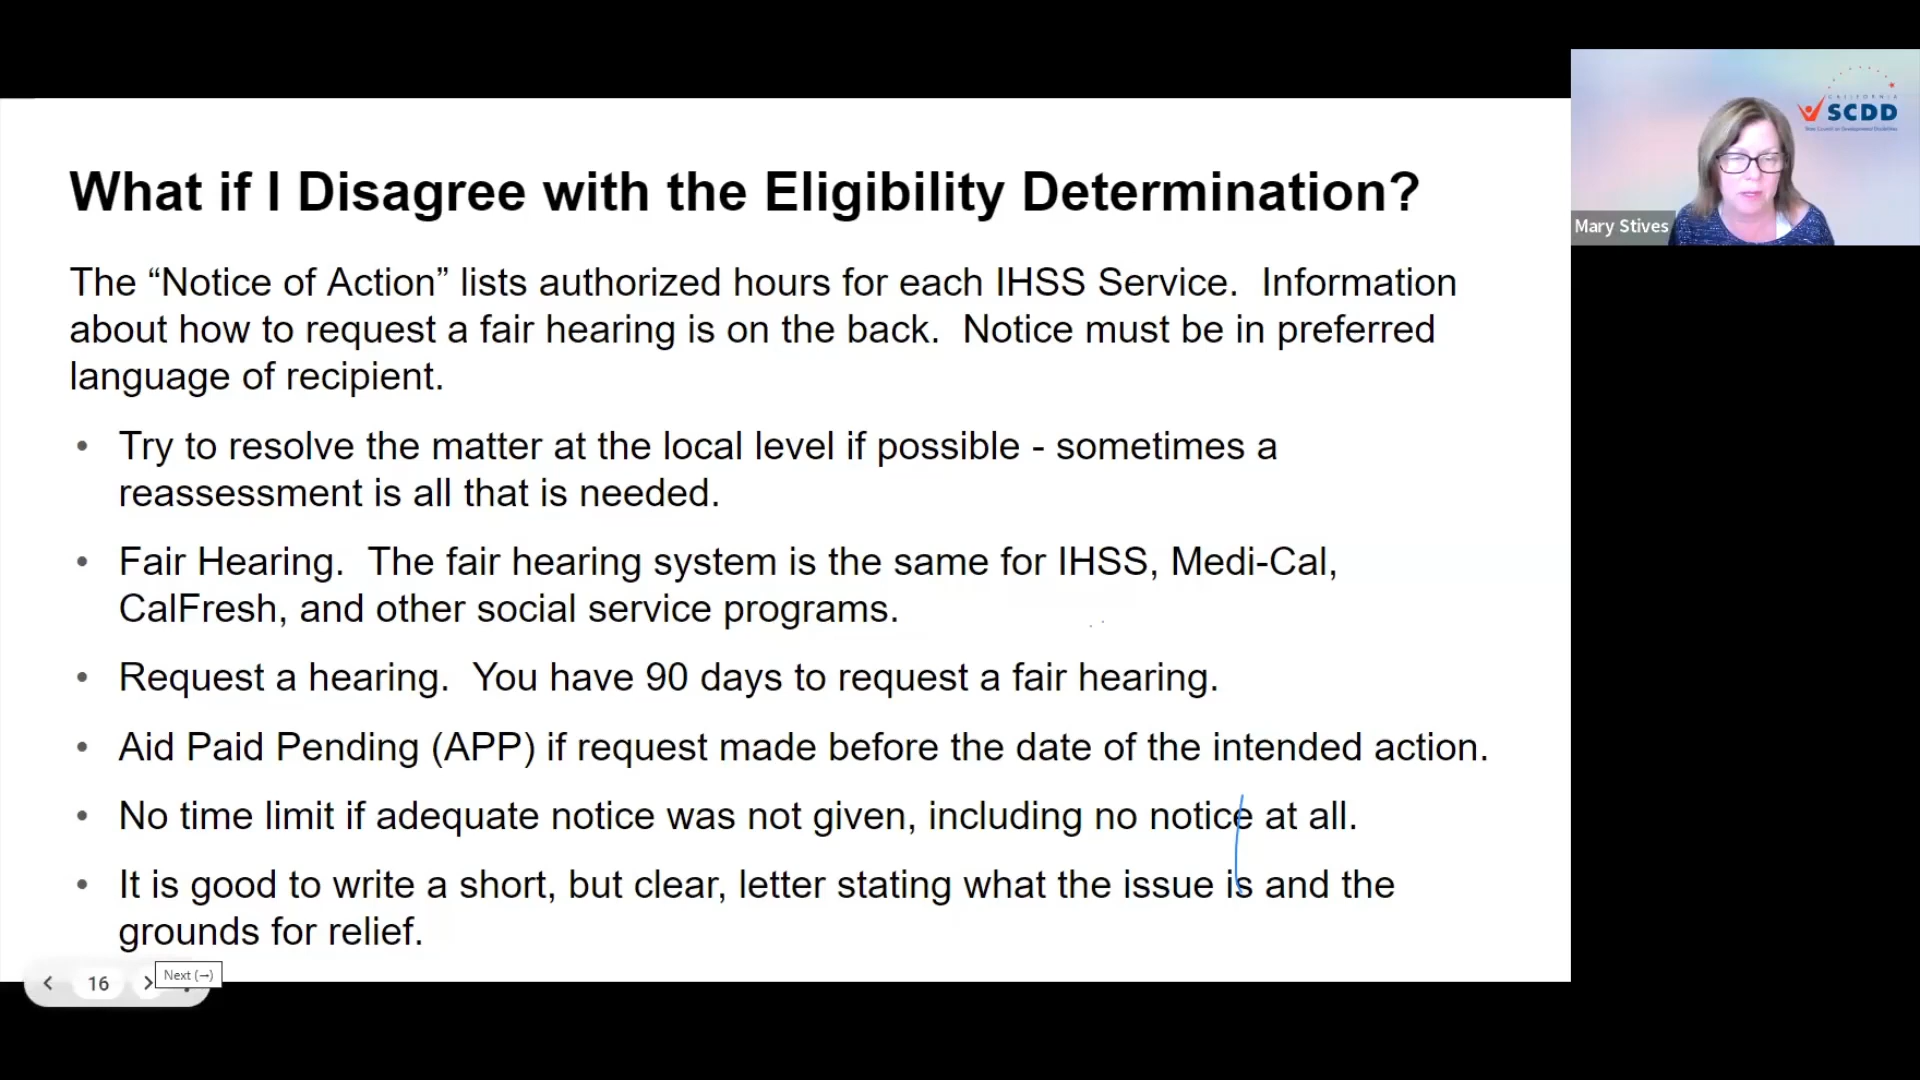 What if I Disagree with the Eligibility Determination?
The “Notice of Action” lists authorized hours for each IHSS Service.  Information
about how to request a fair hearing is on the back.  Notice must be in preferred
language of recipient.
• Try to resolve the matter at the local level if possible - sometimes a
reassessment is all that is needed.
• Fair Hearing.  The fair hearing system is the same for IHSS, Medi-Cal,
CalFresh, and other social service programs.
• Request a hearing.  You have 90 days to request a fair hearing.
• Aid Paid Pending (APP) if request made before the date of the intended action.
• No time limit if adequate notice was not given, including no notice at all.
• It is good to write a short, but clear, letter stating what the issue is and the
grounds for relief.
16
Next (→)
CALIFORNIA
SCDD
State Council on Developmental Disabilities
Mary Stives